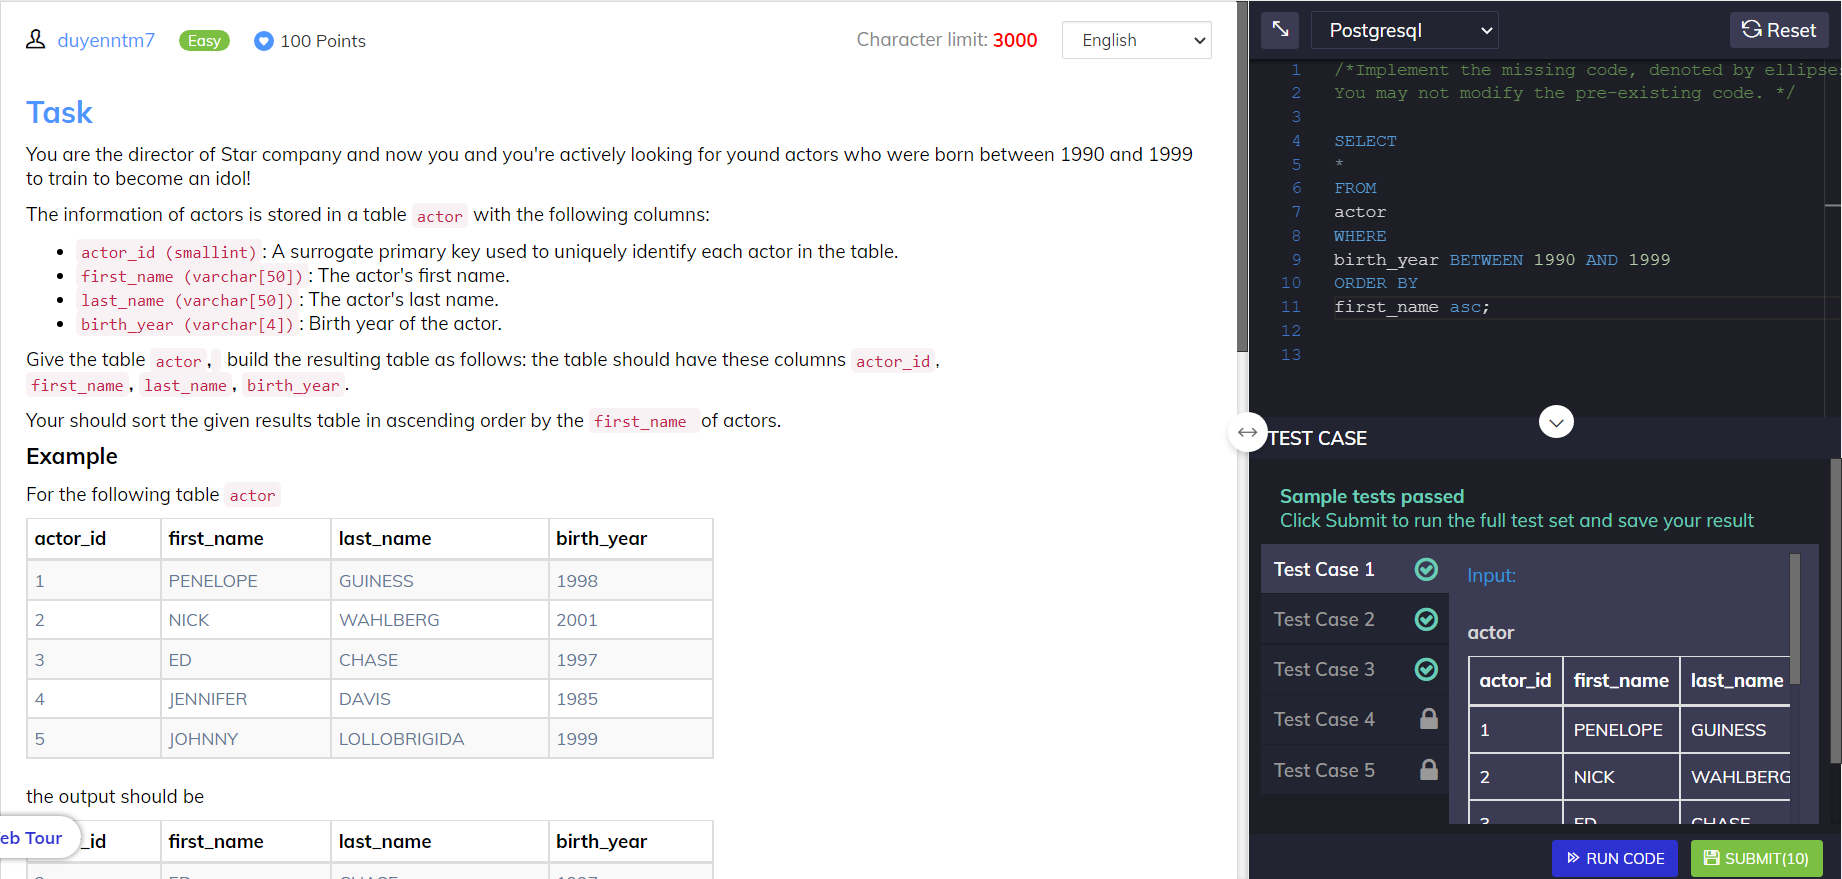 duyenntm7 Easy 100 Points Character limit: 3000 English
Task
You are the director of Star company and now you and you're actively looking for yound actors who were born between 1990 and 1999
to train to become an idol!
The information of actors is stored in a table actor with the following columns:
actor_id (smallint) : A surrogate primary key used to uniquely identify each actor in the table.
first_name (varchar[50]) : The actor's first name.
last_name (varchar[50]) : The actor's last name.
birth_year (varchar[4]) : Birth year of the actor.
Give the table actor, build the resulting table as follows: the table should have these columns actor_id,
first_name, last_name, birth_year.
Your should sort the given results table in ascending order by the first_name of actors.
Example
For the following table actor
actor_id first_name last_name birth_year
1 PENELOPE GUINESS 1998
2 NICK WAHLBERG 2001
3 ED CHASE 1997
4 JENNIFER DAVIS 1985
5 JOHNNY LOLLOBRIGIDA 1999
the output should be
eb Tour
_id first_name last_name birth_year
Postgresql Reset
1 /*Implement the missing code, denoted by ellipses
2 You may not modify the pre-existing code. */
3
4 SELECT
5 *
6 FROM
7 actor
8 WHERE
9 birth_year BETWEEN 1990 AND 1999
10 ORDER BY
11 first_name asc;
12
13
TEST CASE
Sample tests passed
Click Submit to run the full test set and save your result
Test Case 1
Test Case 2
Test Case 3
Test Case 4
Test Case 5
Input:
actor
actor_id first_name last_name
1 PENELOPE GUINESS
2 NICK WAHLBERG
3 ED CHASE
RUN CODE SUBMIT(10)